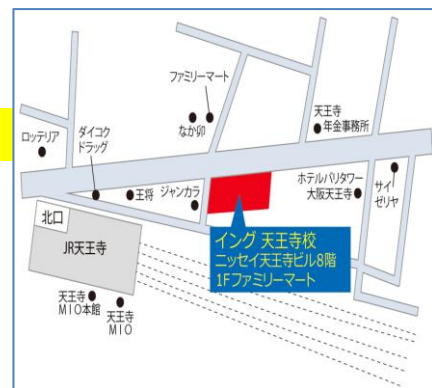 ファミリーマート
なか卯
天王寺
年金事務所
ロッテリア
ダイコク
ドラッグ
王将
ジャンカラ
ホテルバリタワー
大阪天王寺
サイ
ゼリヤ
北口
JR天王寺
イング 天王寺校
ニッセイ天王寺ビル8階
1Fファミリーマート
天王寺
MIO本館
天王寺
MIO